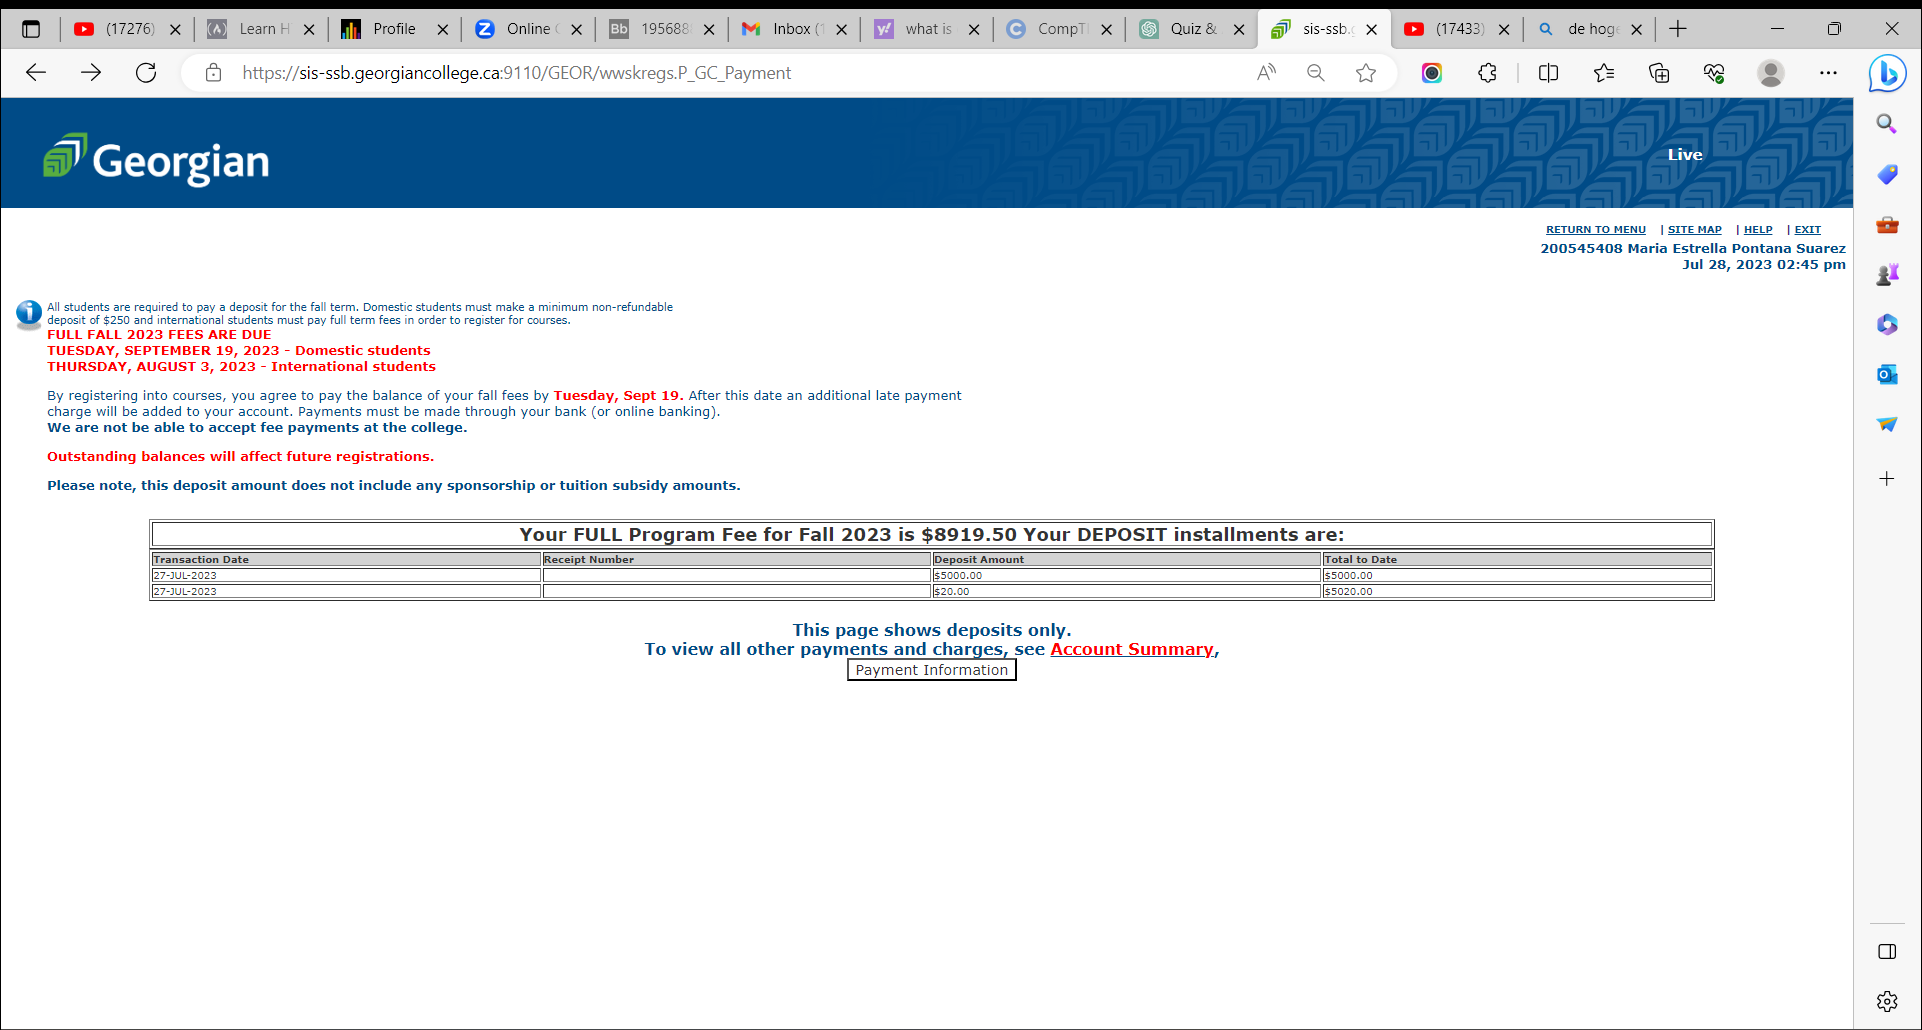 (17276)
Learn H
Profile
Online
Bb 195688
Inbox (1
y! what is
CompTI
Quiz &
sis-ssb.
(17433)
de hoge
https://sis-ssb.georgiancollege.ca:9110/GEOR/wwskregs.P_GC_Payment
Georgian
Live
RETURN TO MENU | SITE MAP | HELP | EXIT
200545408 Maria Estrella Pontana Suarez
Jul 28, 2023 02:45 pm
All students are required to pay a deposit for the fall term. Domestic students must make a minimum non-refundable
deposit of $250 and international students must pay full term fees in order to register for courses.
FULL FALL 2023 FEES ARE DUE
TUESDAY, SEPTEMBER 19, 2023 - Domestic students
THURSDAY, AUGUST 3, 2023 - International students
By registering into courses, you agree to pay the balance of your fall fees by Tuesday, Sept 19. After this date an additional late payment
charge will be added to your account. Payments must be made through your bank (or online banking).
We are not be able to accept fee payments at the college.
Outstanding balances will affect future registrations.
Please note, this deposit amount does not include any sponsorship or tuition subsidy amounts.
Your FULL Program Fee for Fall 2023 is $8919.50 Your DEPOSIT installments are:
Transaction Date Receipt Number Deposit Amount Total to Date
27-JUL-2023 $5000.00 $5000.00
27-JUL-2023 $20.00 $5020.00
This page shows deposits only.
To view all other payments and charges, see Account Summary,
Payment Information